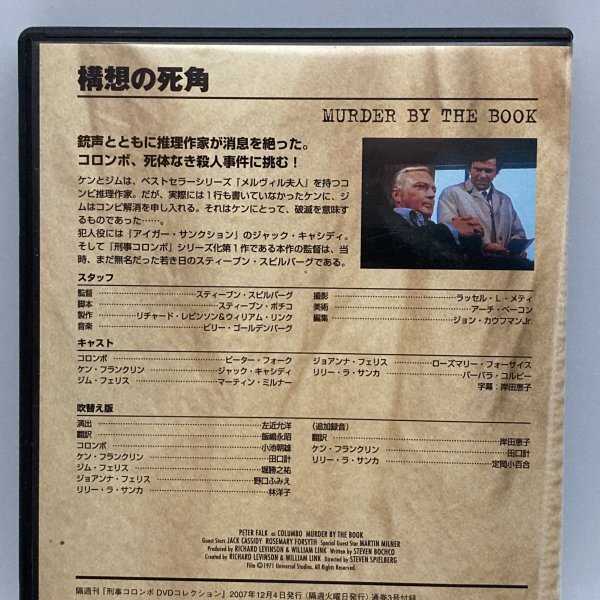 構想の死角
MURDER BY THE BOOK
銃声とともに推理作家が消息を絶った。
コロンボ、死体なき殺人事件に挑む！
ケンとジムは、ベストセラーシリーズ「メルヴィル夫人」を持つコ
ンビ推理作家。だが、実際には1行も書いていなかったケンに、ジ
ムはコンビ解消を申し入れる。それはケンにとって、破滅を意味す
るものであった……。
犯人役には『アイガー・サンクション』のジャック・キャシディ。
そして『刑事コロンボ』シリーズ化第1作である本作の監督は、当
時、まだ無名だった若き日のスティーブン・スピルバーグである。
スタッフ
監督 スティーブン・スピルバーグ
脚本 スティーブン・ボチコ
製作 リチャード・レビンソン&ウィリアム・リンク
音楽 ビリー・ゴールデンバーグ
撮影 ラッセル・L・メティ
美術 アーチ・ベーコン
編集 ジョン・カウフマンJr.
キャスト
コロンボ ピーター・フォーク
ケン・フランクリン ジャック・キャシディ
ジム・フェリス マーティン・ミルナー
ジョアンナ・フェリス ローズマリー・フォーサイス
リリー・ラ・サンカ バーバラ・コルビー
字幕：岸田恵子
吹替え版
演出 左近允洋
翻訳 飯嶋永昭
コロンボ 小池朝雄
ケン・フランクリン 田口計
ジム・フェリス 堀勝之祐
ジョアンナ・フェリス 野口ふみえ
リリー・ラ・サンカ 林洋子
（追加録音）
翻訳 岸田恵子
ケン・フランクリン 田口計
リリー・ラ・サンカ 定岡小百合
PETER FALK as COLUMBO MURDER BY THE BOOK
Guest Stars JACK CASSIDY ROSEMARY FORSYTH Special Guest Star MARTIN MILNER
Produced by RICHARD LEVINSON & WILLIAM LINK Written by STEVEN BOCHCO
Created by RICHARD LEVINSON & WILLIAM LINK Directed by STEVEN SPIELBERG
Film ©1971 Universal Studios. All Rights Reserved.
隔週刊『刑事コロンボDVDコレクション』2007年12月4日発行（隔週火曜日発行）通巻3号付録